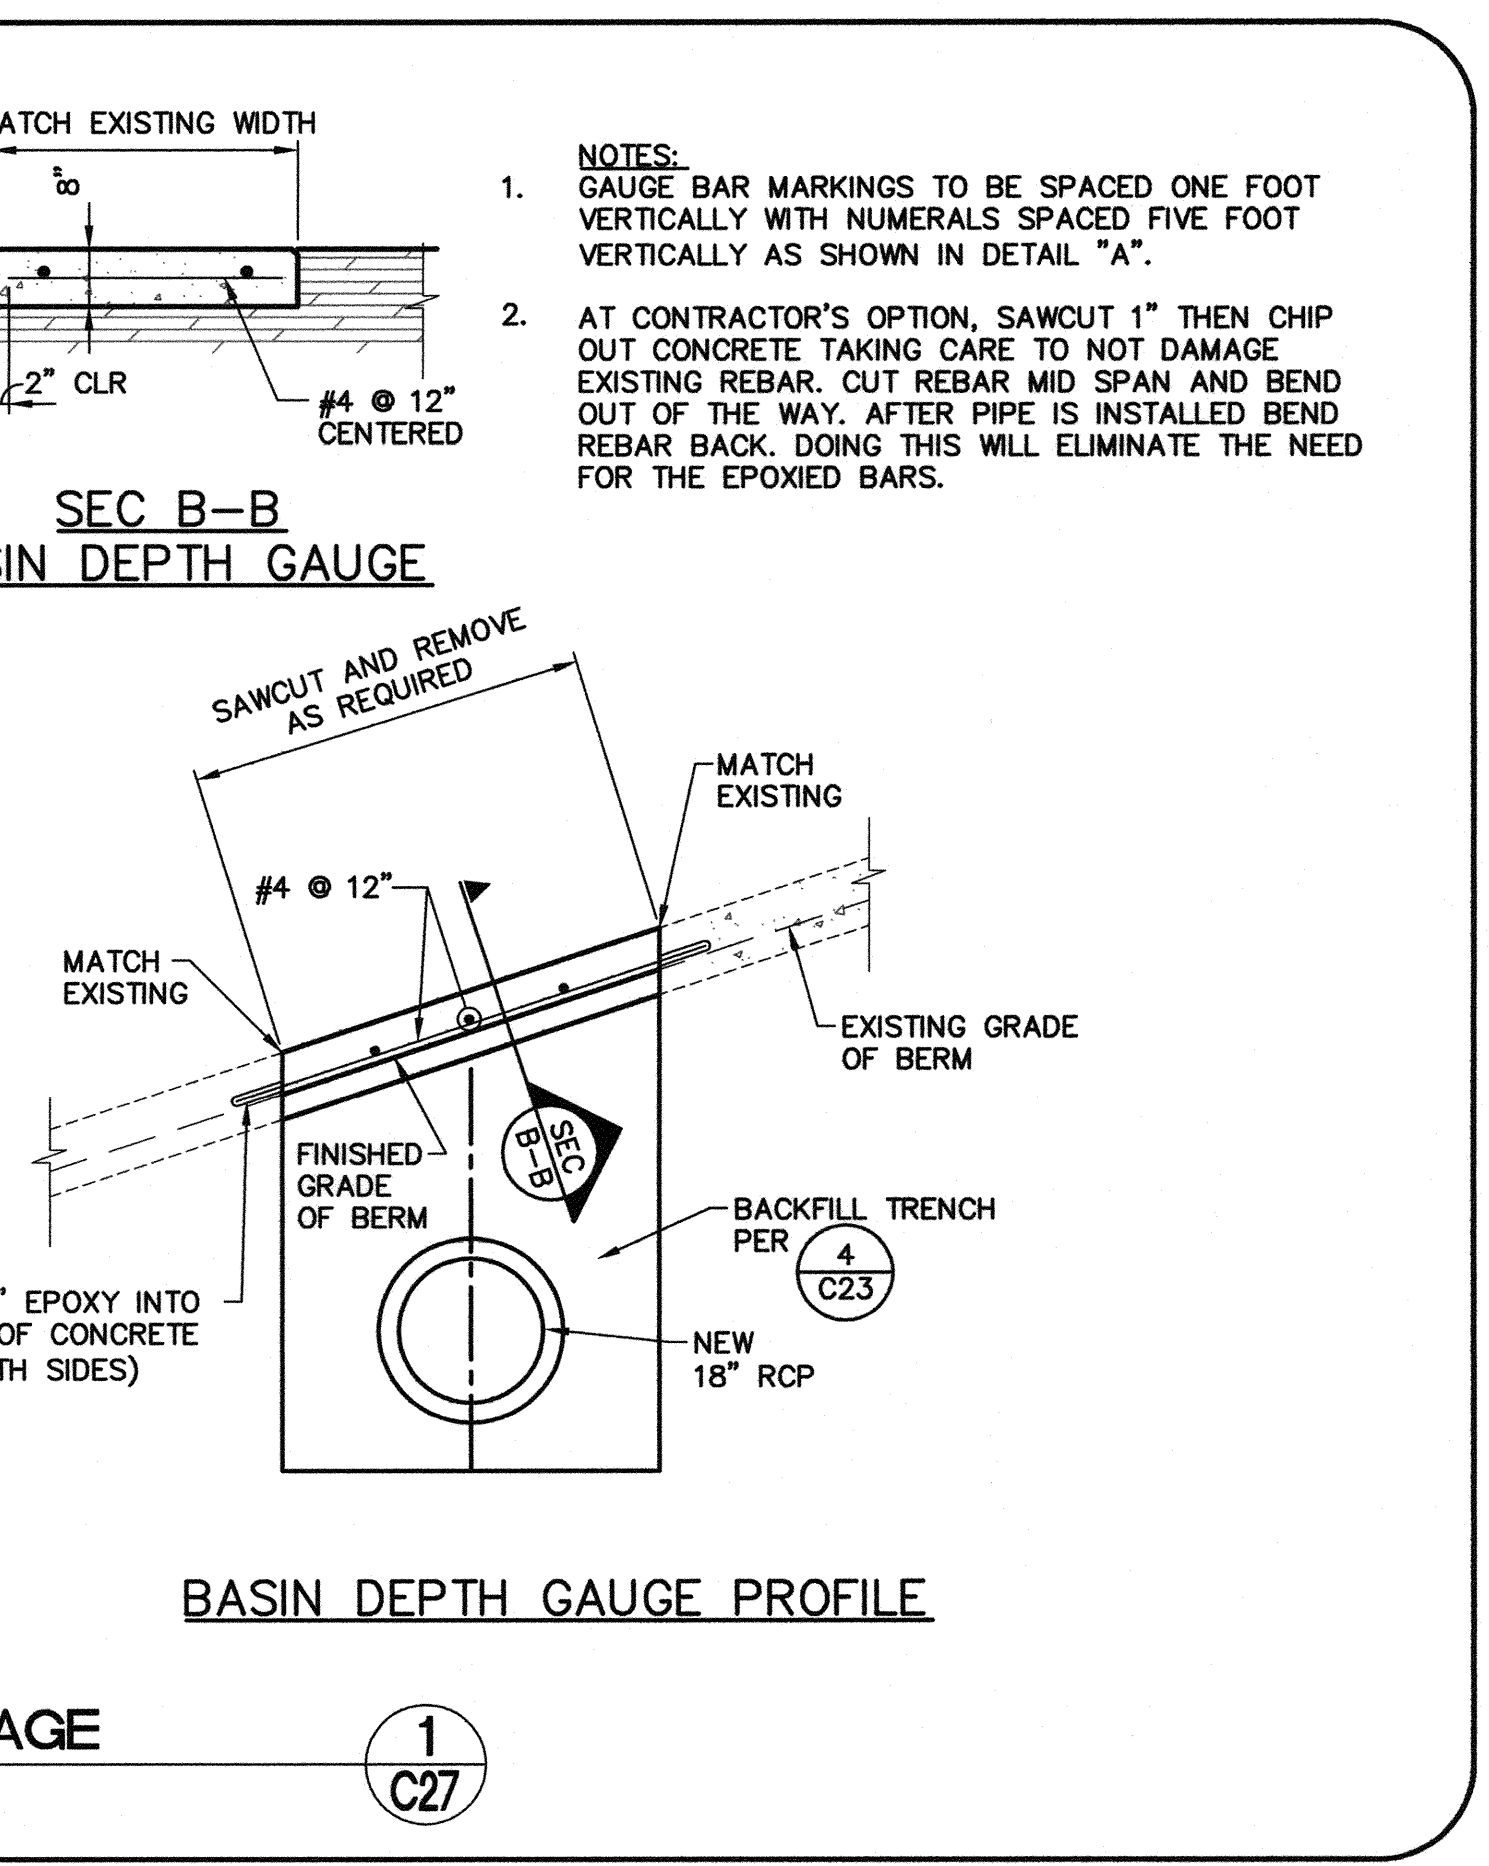 ATCH EXISTING WIDTH
8"
2" CLR
#4 @ 12"
CENTERED
SEC B-B
IN DEPTH GAUGE
NOTES:
1. GAUGE BAR MARKINGS TO BE SPACED ONE FOOT
VERTICALLY WITH NUMERALS SPACED FIVE FOOT
VERTICALLY AS SHOWN IN DETAIL "A".
2. AT CONTRACTOR'S OPTION, SAWCUT 1" THEN CHIP
OUT CONCRETE TAKING CARE TO NOT DAMAGE
EXISTING REBAR. CUT REBAR MID SPAN AND BEND
OUT OF THE WAY. AFTER PIPE IS INSTALLED BEND
REBAR BACK. DOING THIS WILL ELIMINATE THE NEED
FOR THE EPOXIED BARS.
SAWCUT AND REMOVE
AS REQUIRED
MATCH
EXISTING
#4 @ 12"
MATCH
EXISTING
EXISTING GRADE
OF BERM
FINISHED
GRADE
OF BERM
SEC
B-B
BACKFILL TRENCH
PER
4
C23
" EPOXY INTO
OF CONCRETE
TH SIDES)
NEW
18" RCP
BASIN DEPTH GAUGE PROFILE
AGE
1
C27